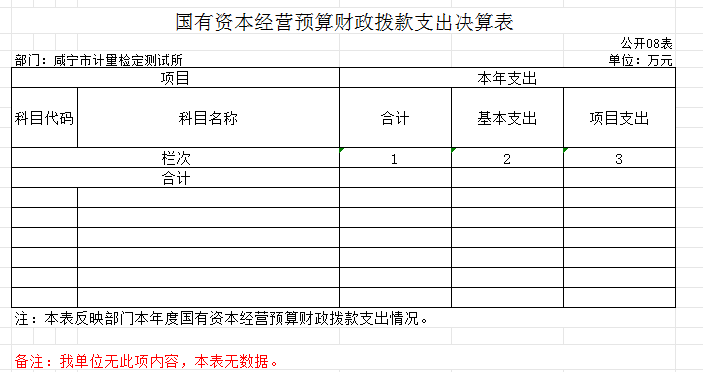 国有资本经营预算财政拨款支出决算表
公开08表
部门：咸宁市计量检定测试所 单位：万元
项目 本年支出
科目代码 科目名称 合计 基本支出 项目支出
栏次 1 2 3
合计
注：本表反映部门本年度国有资本经营预算财政拨款支出情况。
备注：我单位无此项内容，本表无数据。